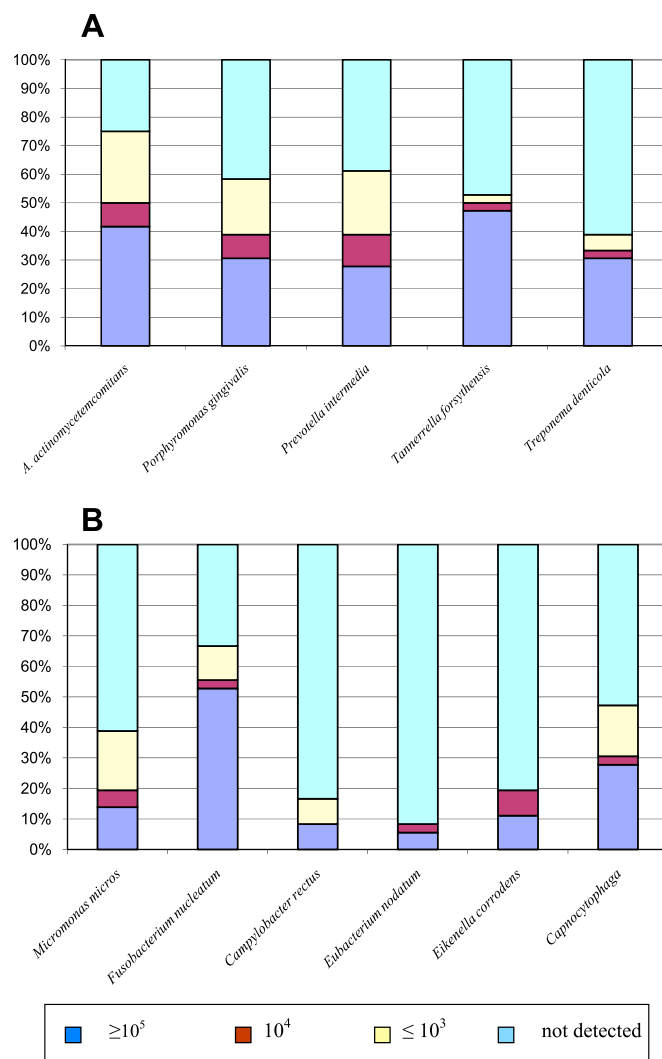 A
100%
90%
80%
70%
60%
50%
40%
30%
20%
10%
0%
A. actinomycetemcomitans
Porphyromonas gingivalis
Prevotella intermedia
Tannerrella forsythensis
Treponema denticola
B
100%
90%
80%
70%
60%
50%
40%
30%
20%
10%
0%
Micromonas micros
Fusobacterium nucleatum
Campylobacter rectus
Eubacterium nodatum
Eikenella corrodens
Capnocytophaga
≥10⁵ 10⁴ ≤ 10³ not detected